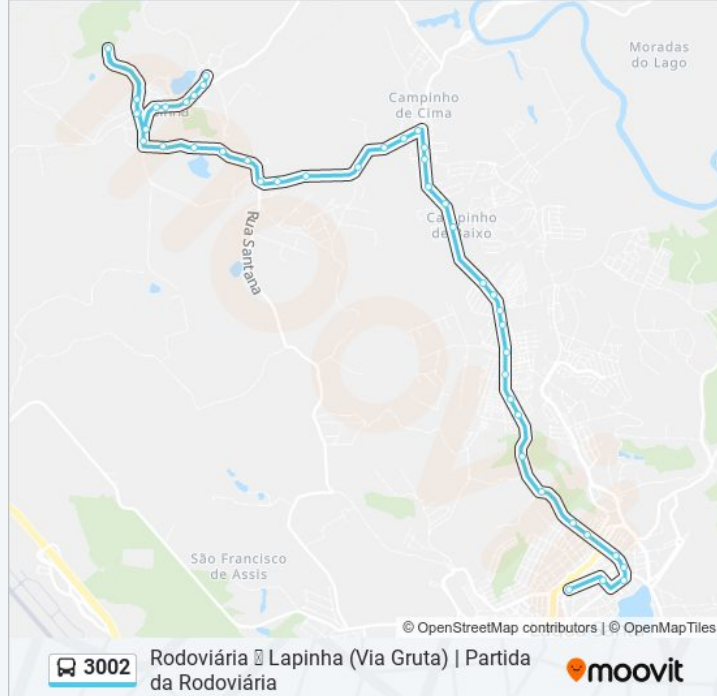 Moradas
do Lago
Campinho
de Cima
Campinho
de Baixo
Rua Santana
São Francisco
de Assis
© OpenStreetMap contributors | © OpenMapTiles
3002
Rodoviária ▯ Lapinha (Via Gruta) | Partida
da Rodoviária
moovit